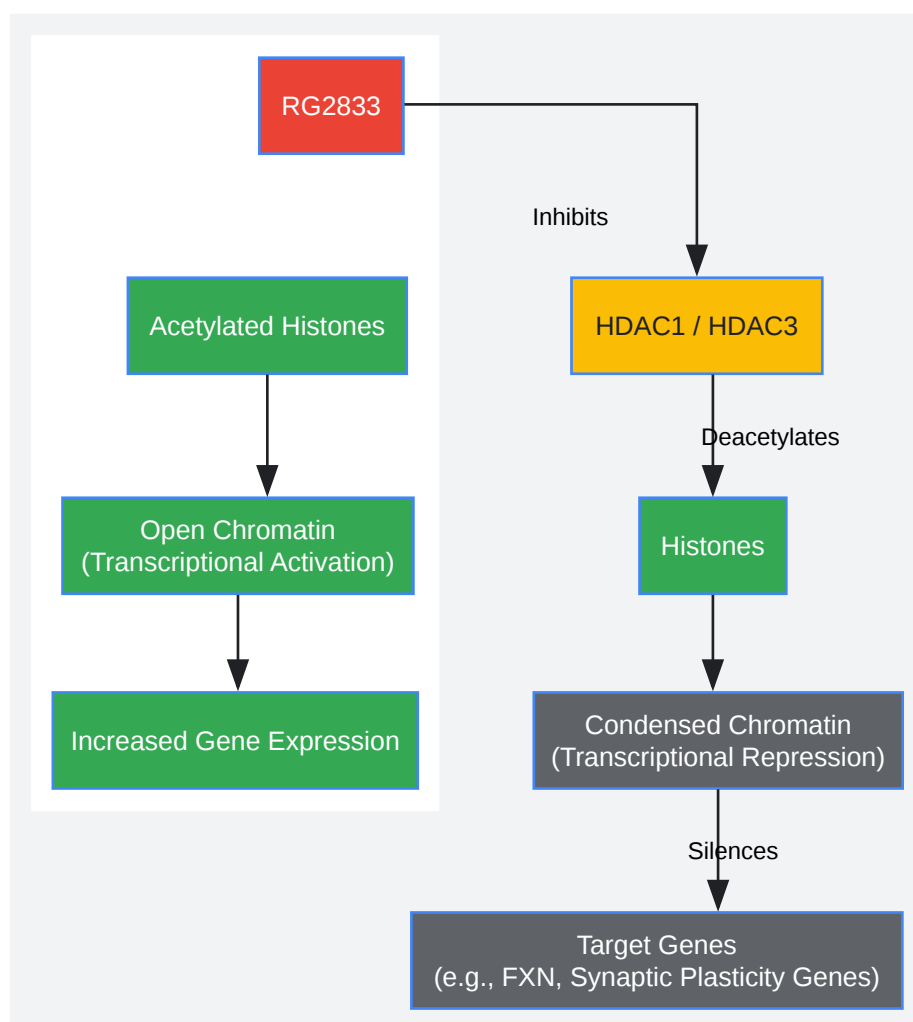 RG2833
Inhibits
Acetylated Histones
HDAC1 / HDAC3
Deacetylates
Open Chromatin
(Transcriptional Activation)
Histones
Increased Gene Expression
Condensed Chromatin
(Transcriptional Repression)
Silences
Target Genes
(e.g., FXN, Synaptic Plasticity Genes)